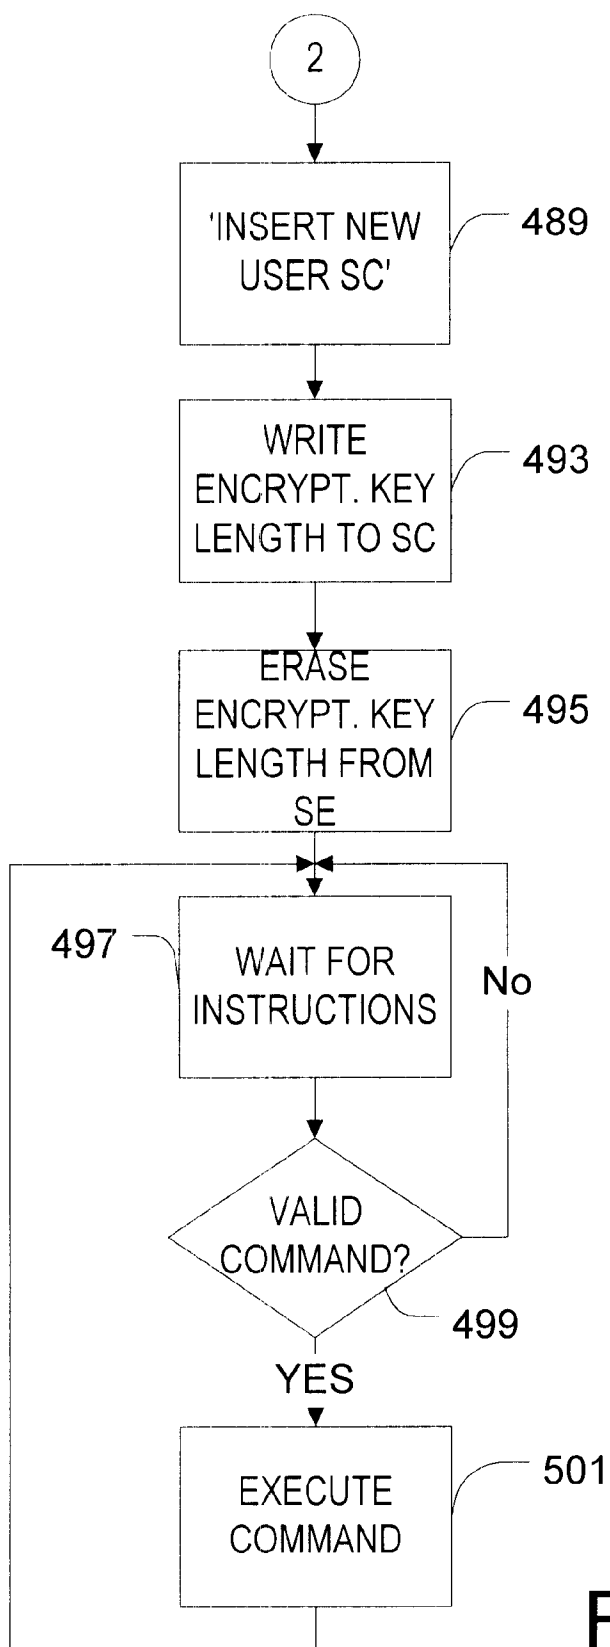 2
'INSERT NEW
USER SC'
489
WRITE
ENCRYPT. KEY
LENGTH TO SC
493
ERASE
ENCRYPT. KEY
LENGTH FROM
SE
495
497
WAIT FOR
INSTRUCTIONS
No
VALID
COMMAND?
499
YES
EXECUTE
COMMAND
501